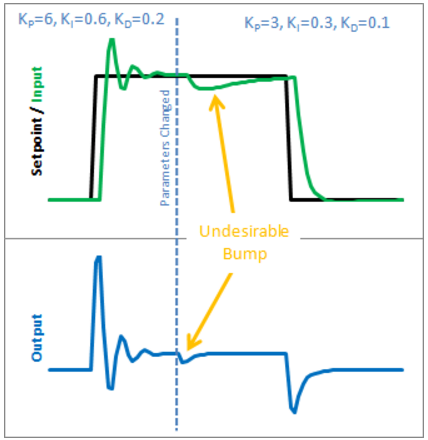 KP=6, KI=0.6, KD=0.2
KP=3, KI=0.3, KD=0.1
Setpoint / Input
Parameters Changed
Undesirable
Bump
Output